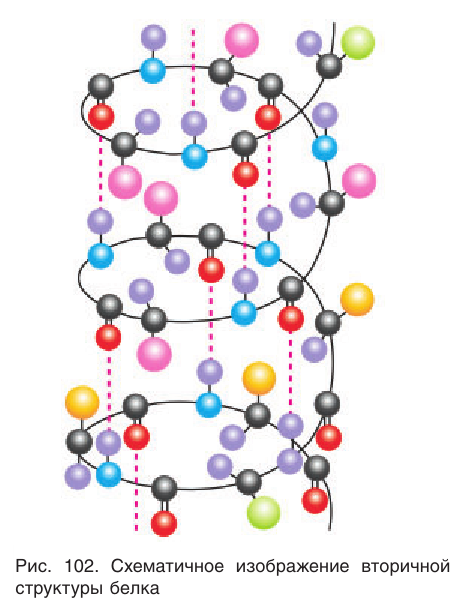 Рис. 102. Схематичное изображение вторичной
структуры белка